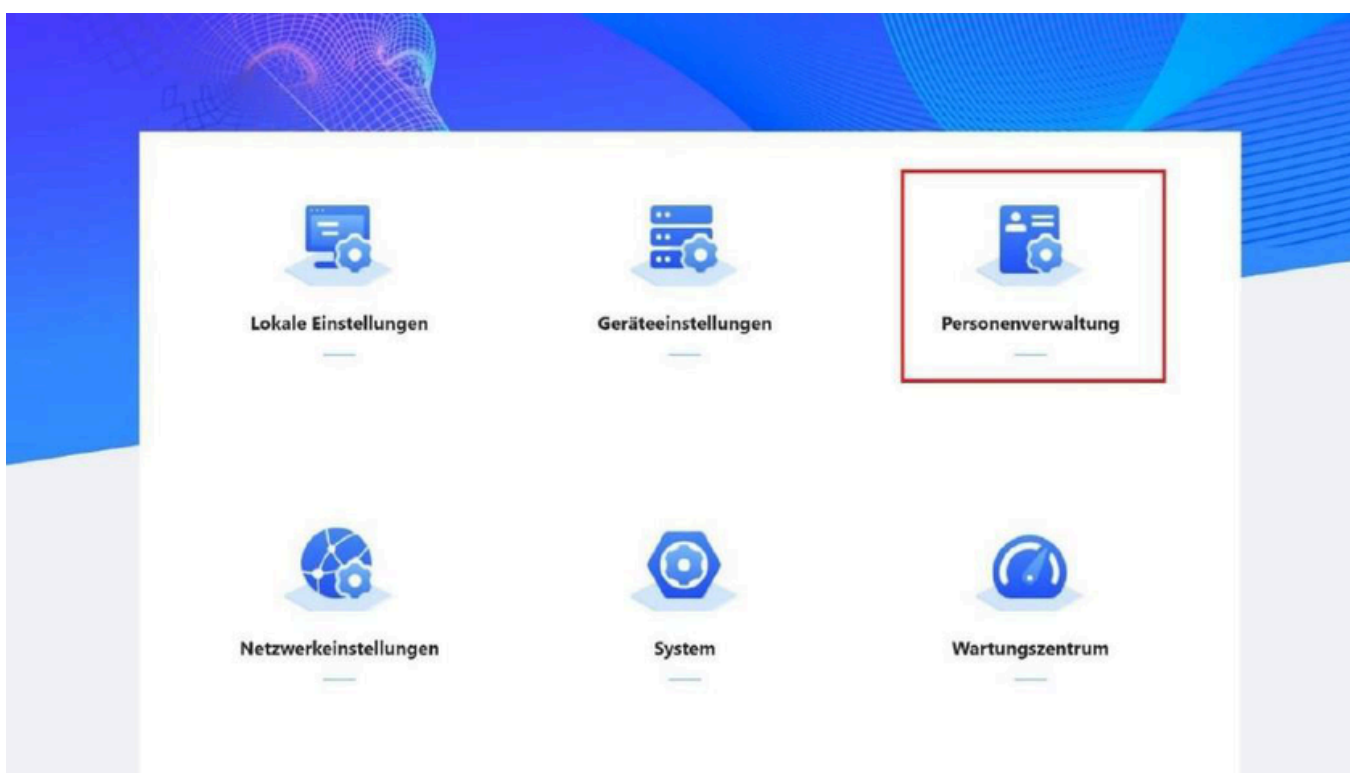 Lokale Einstellungen
Geräteeinstellungen
Personenverwaltung
Netzwerkeinstellungen
System
Wartungszentrum